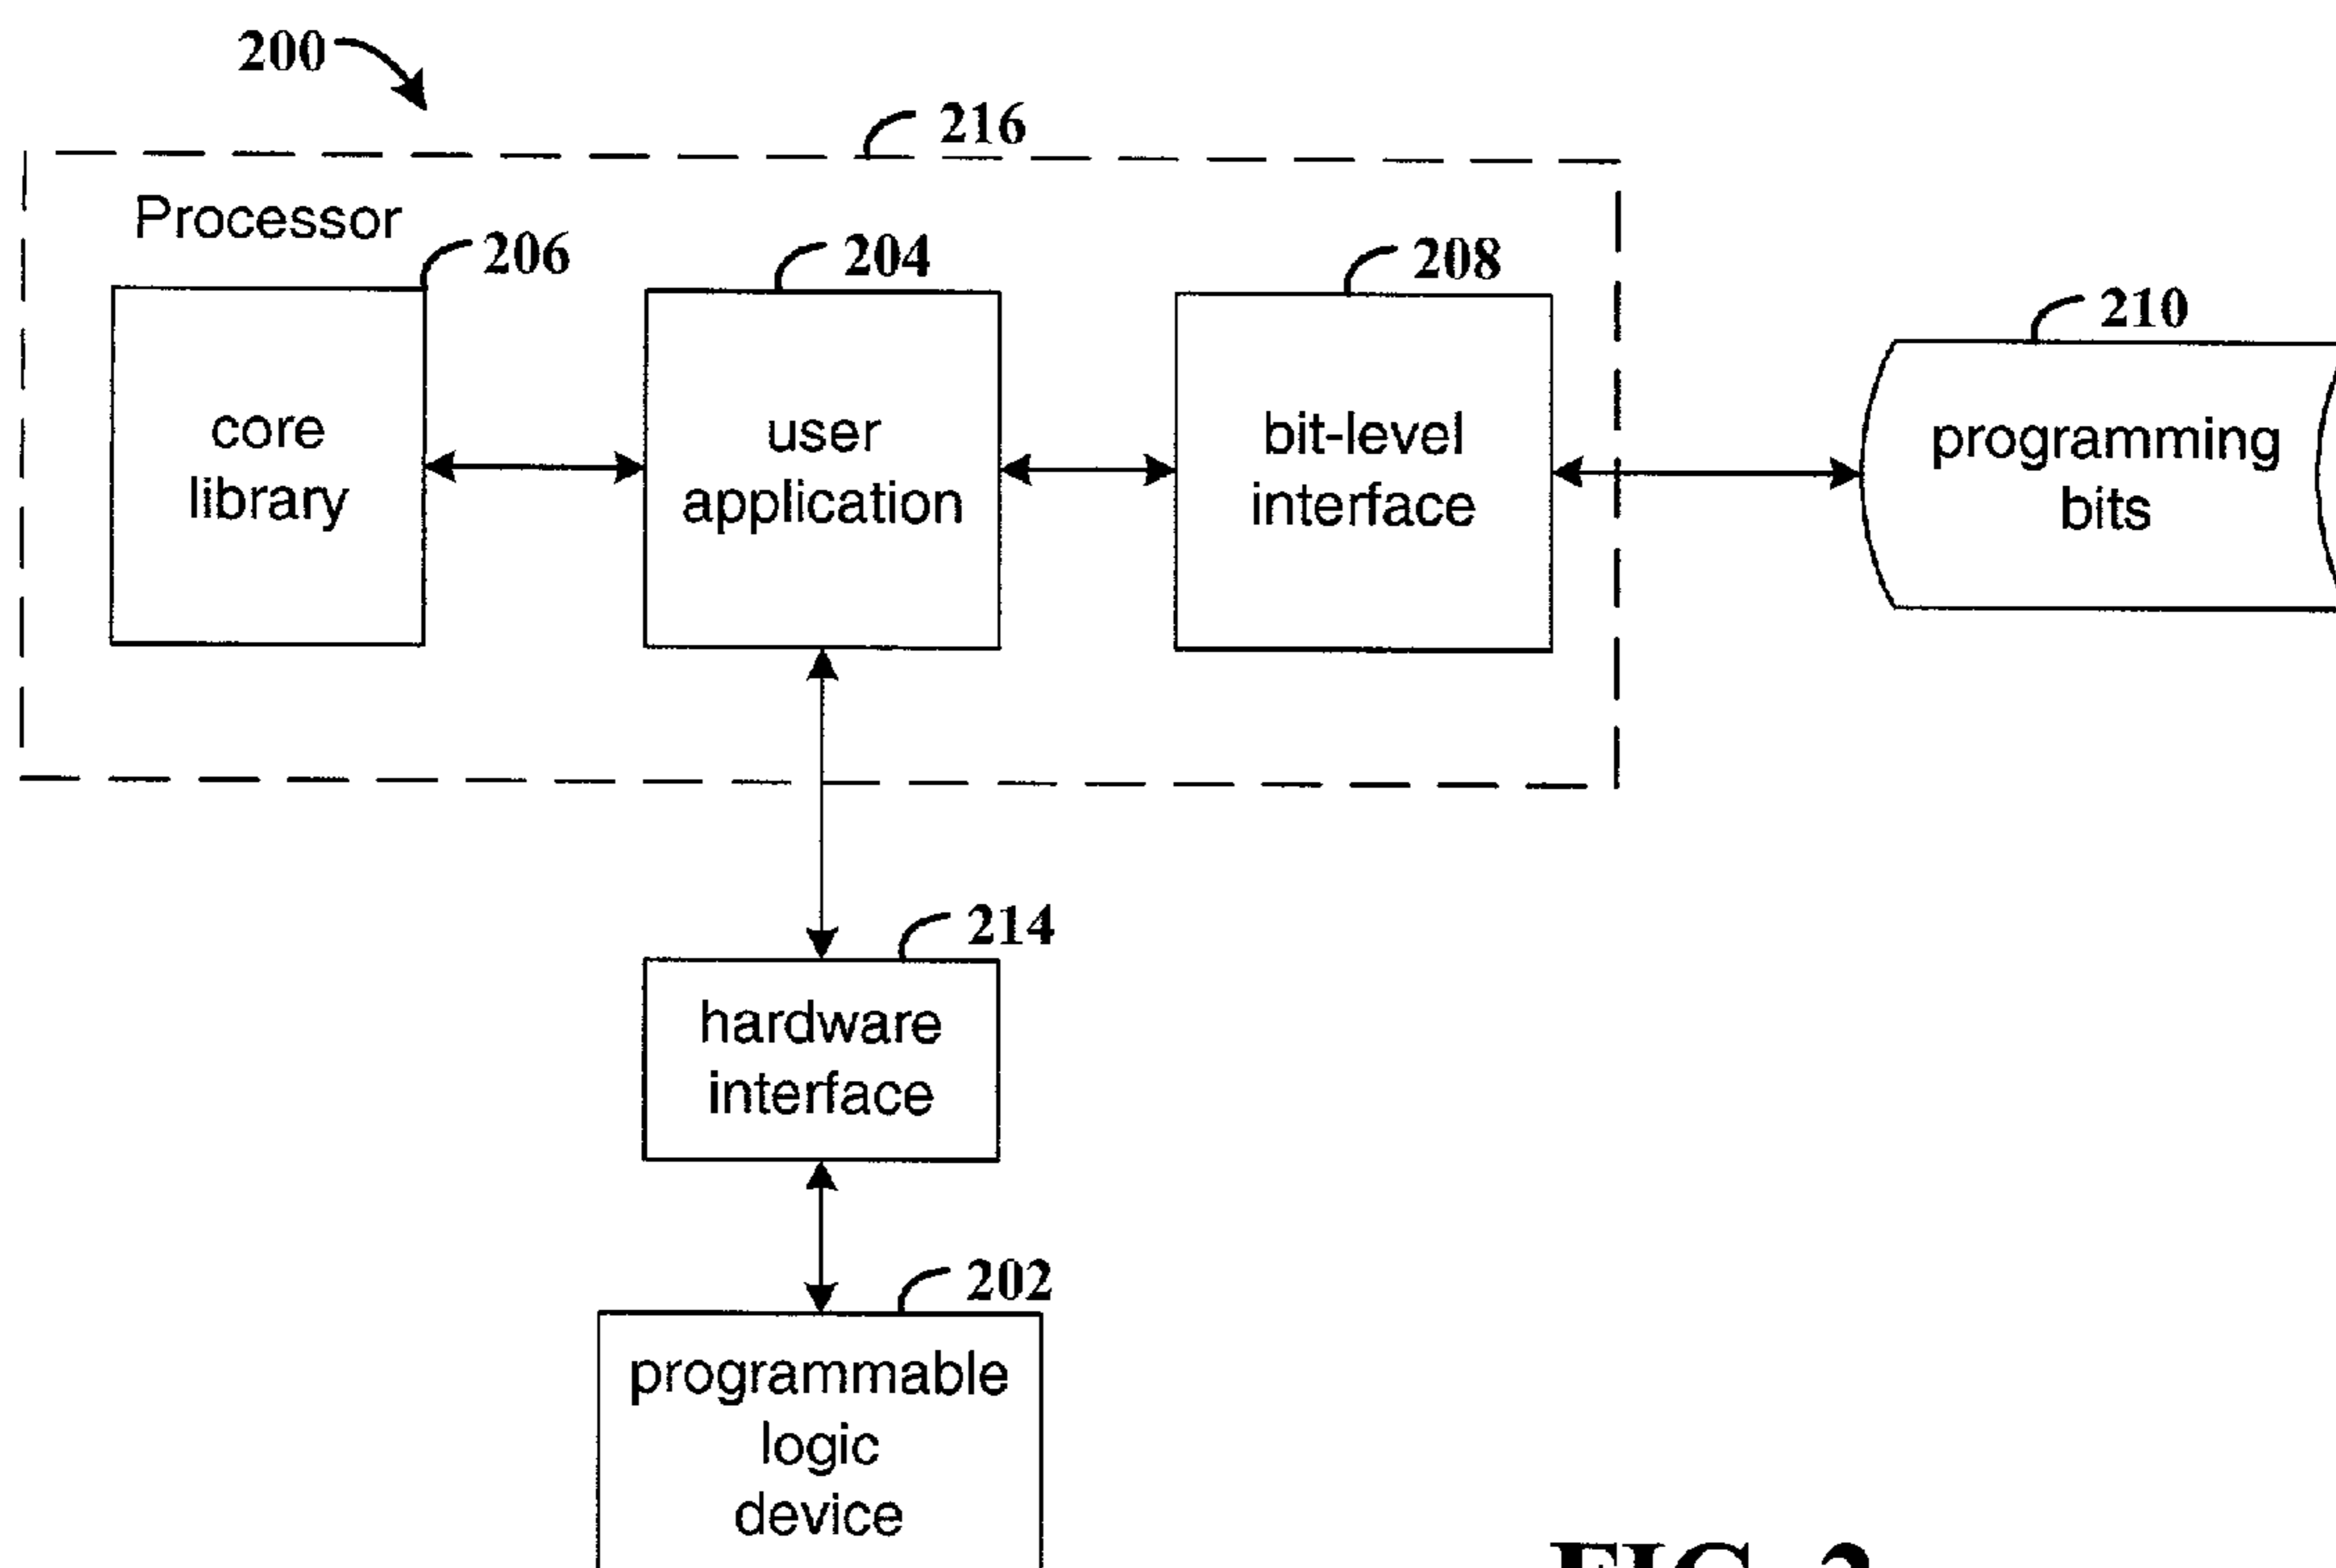 200
216
Processor
206
204
208
210
core
library
user
application
bit-level
interface
programming
bits
214
hardware
interface
202
programmable
logic
device